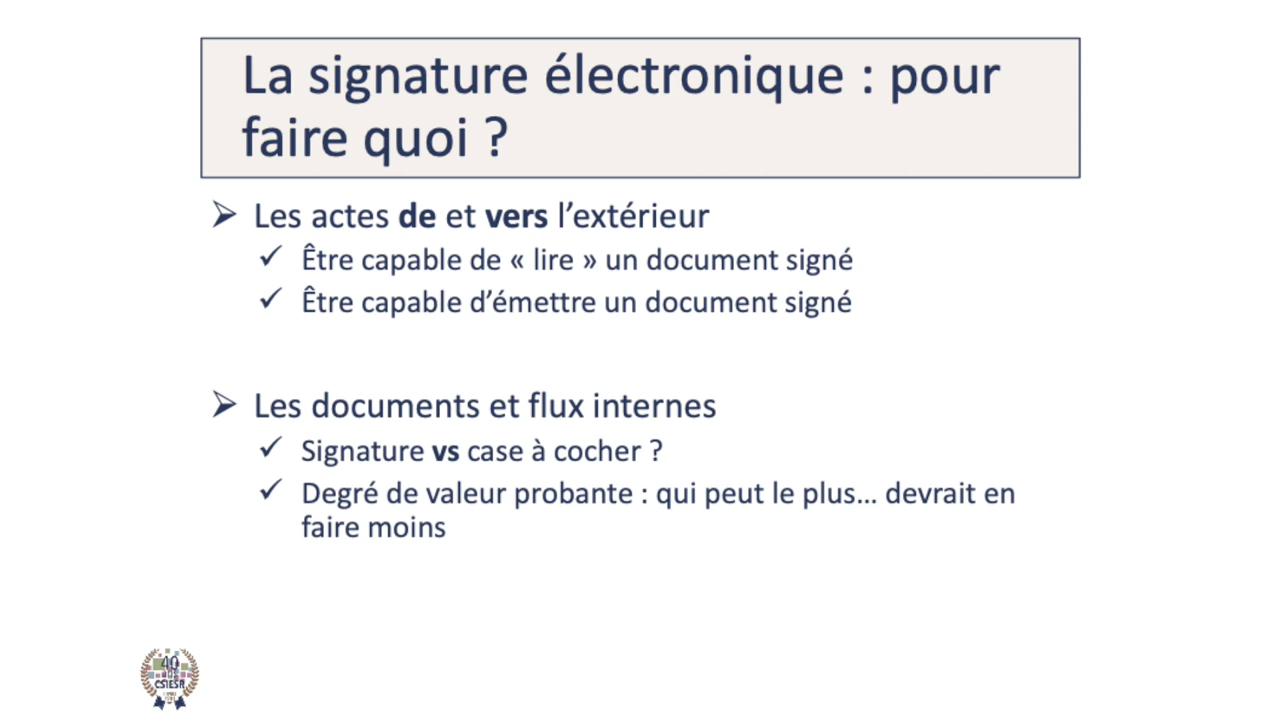 La signature électronique : pour
faire quoi ?
Les actes de et vers l’extérieur
Être capable de « lire » un document signé
Être capable d’émettre un document signé
Les documents et flux internes
Signature vs case à cocher ?
Degré de valeur probante : qui peut le plus… devrait en
faire moins
40
CSIESR